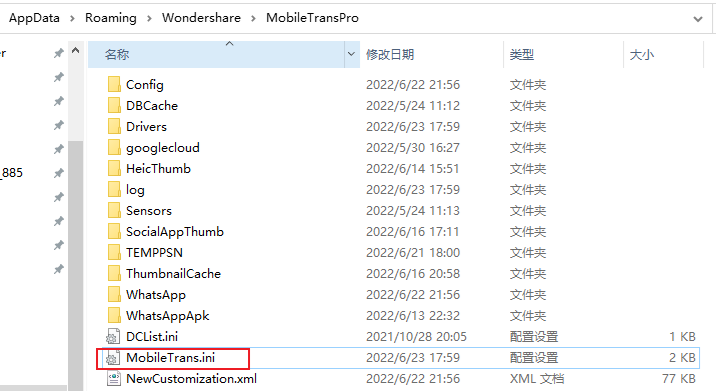 AppData > Roaming > Wondershare > MobileTransPro
名称 修改日期 类型 大小
Config 2022/6/22 21:56 文件夹
DBCache 2022/5/24 11:12 文件夹
Drivers 2022/6/23 17:59 文件夹
googlecloud 2022/5/30 16:27 文件夹
HeicThumb 2022/6/14 15:51 文件夹
_885 log 2022/6/23 17:59 文件夹
Sensors 2022/5/24 11:13 文件夹
SocialAppThumb 2022/6/16 17:11 文件夹
TEMPPSN 2022/6/21 18:00 文件夹
ThumbnailCache 2022/6/16 20:58 文件夹
WhatsApp 2022/6/22 21:56 文件夹
WhatsAppApk 2022/6/13 22:32 文件夹
DCList.ini 2021/10/28 20:05 配置设置 1 KB
MobileTrans.ini 2022/6/23 17:59 配置设置 2 KB
NewCustomization.xml 2022/6/22 21:56 XML 文档 77 KB